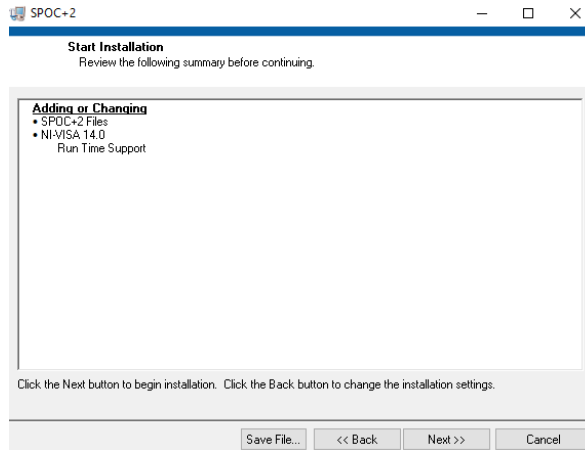 SPOC+2
Start Installation
Review the following summary before continuing.
Adding or Changing
• SPOC+2 Files
• NI-VISA 14.0
Run Time Support
Click the Next button to begin installation.  Click the Back button to change the installation settings.
Save File...
<< Back
Next >>
Cancel